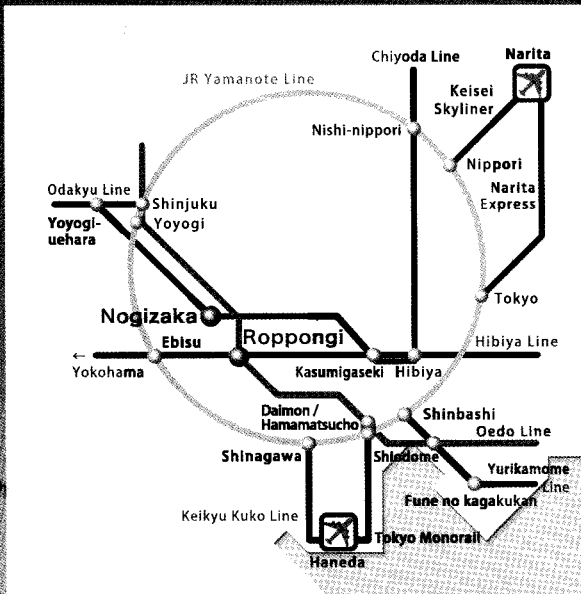 Chiyoda Line
Narita
JR Yamanote Line
Keisei
Skyliner
Nishi-nippori
Nippori
Narita
Express
Odakyu Line
Shinjuku
Yoyogi-
uehara
Yoyogi
Tokyo
Nogizaka
Roppongi
Ebisu
Hibiya Line
←
Yokohama
Kasumigaseki
Hibiya
Daimon /
Hamamatsucho
Shinbashi
Oedo Line
Shinagawa
Shiodome
Yurikamome
Line
Fune no kagakukan
Keikyu Kuko Line
Tokyo Monorail
Haneda